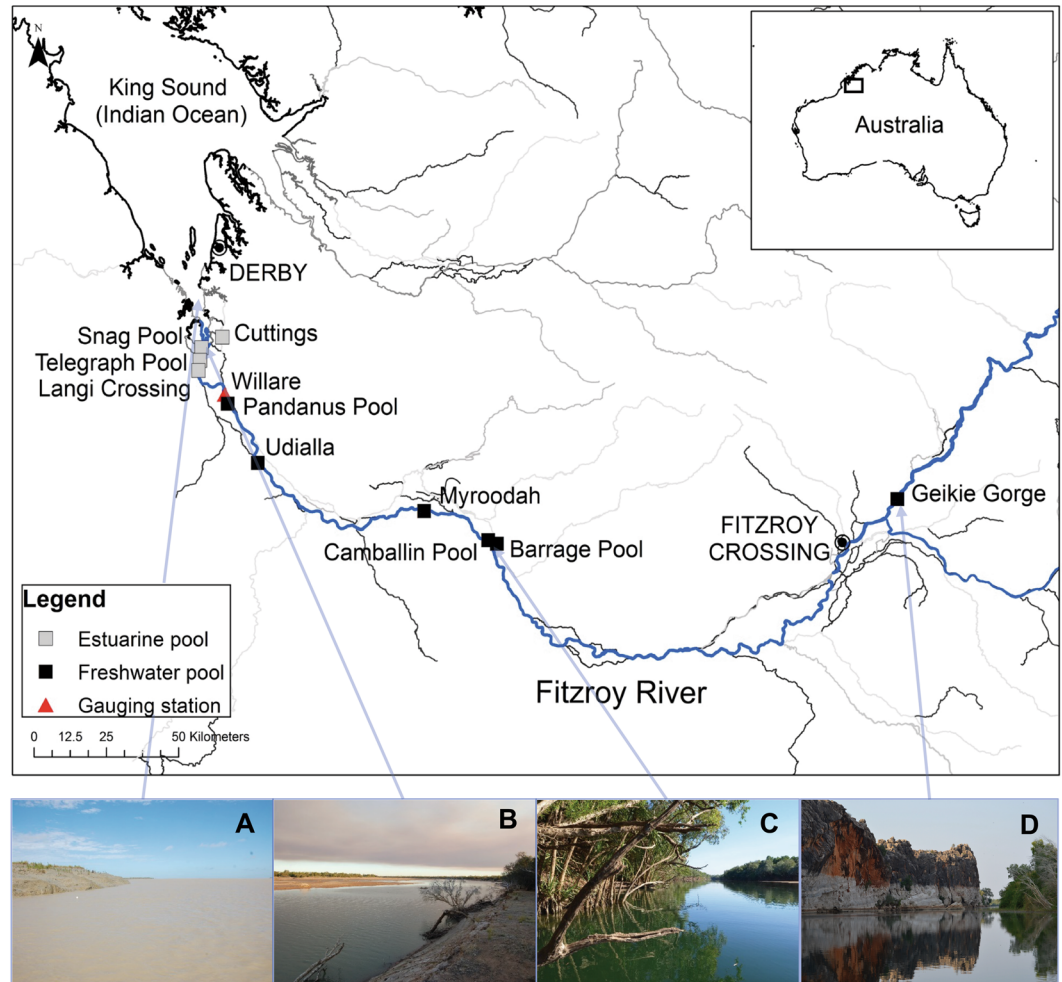 N
King Sound
(Indian Ocean)
Australia
DERBY
Snag Pool
Cuttings
Telegraph Pool
Langi Crossing
Willare
Pandanus Pool
Udialla
Myroodah
Geikie Gorge
FITZROY
CROSSING
Camballin Pool
Barrage Pool
Fitzroy River
Legend
Estuarine pool
Freshwater pool
Gauging station
0 12.5 25 50 Kilometers
A
B
C
D